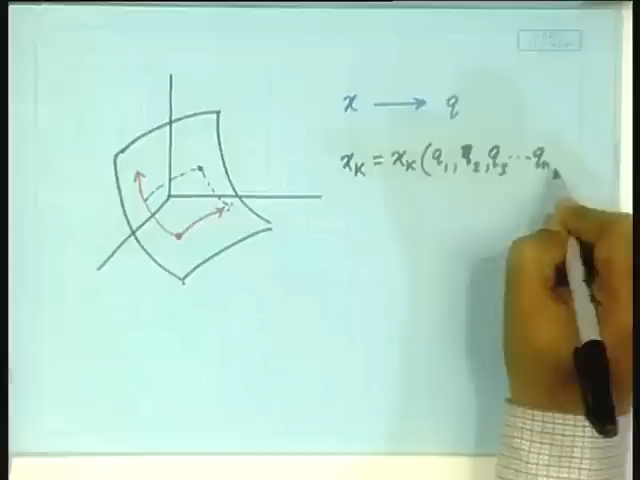 x → q
x_K = x_K (q_1, q_2, q_3 ... q_n